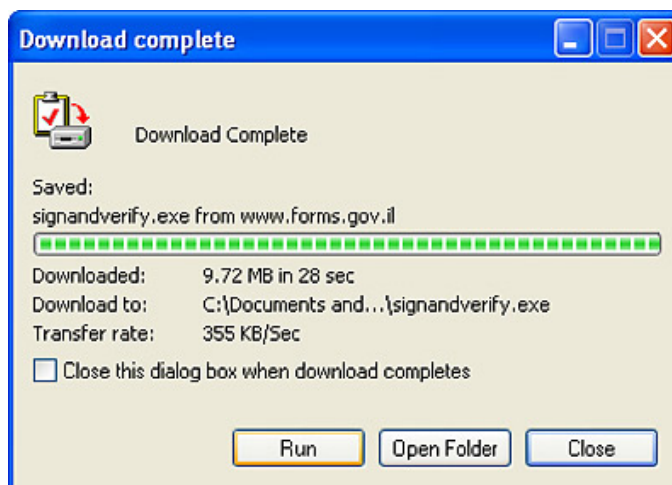 Download complete
Download Complete
Saved:
signandverify.exe from www.forms.gov.il
Downloaded: 9.72 MB in 28 sec
Download to: C:\Documents and...\signandverify.exe
Transfer rate: 355 KB/Sec
Close this dialog box when download completes
Run Open Folder Close